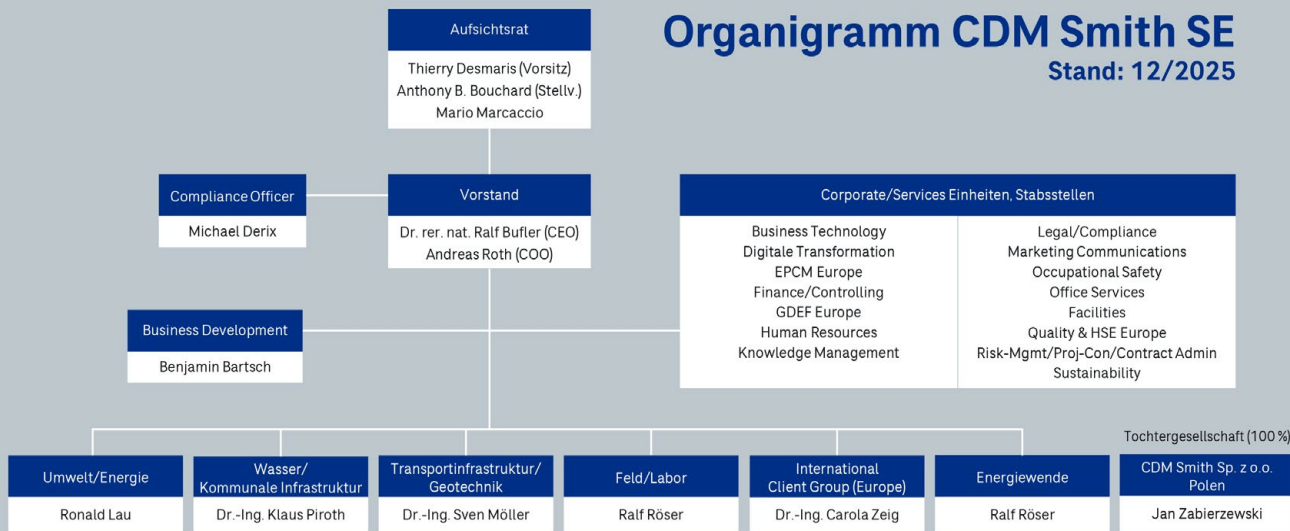 Organigramm CDM Smith SE
Stand: 12/2025
Aufsichtsrat
Thierry Desmaris (Vorsitz)
Anthony B. Bouchard (Stellv.)
Mario Marcaccio
Compliance Officer
Michael Derix
Vorstand
Dr. rer. nat. Ralf Bufler (CEO)
Andreas Roth (COO)
Corporate/Services Einheiten, Stabsstellen
Business Technology
Digitale Transformation
EPCM Europe
Finance/Controlling
GDEF Europe
Human Resources
Knowledge Management
Legal/Compliance
Marketing Communications
Occupational Safety
Office Services
Facilities
Quality & HSE Europe
Risk-Mgmt/Proj-Con/Contract Admin
Sustainability
Business Development
Benjamin Bartsch
Umwelt/Energie
Ronald Lau
Wasser/
Kommunale Infrastruktur
Dr.-Ing. Klaus Piroth
Transportinfrastruktur/
Geotechnik
Dr.-Ing. Sven Möller
Feld/Labor
Ralf Röser
International
Client Group (Europe)
Dr.-Ing. Carola Zeig
Energiewende
Ralf Röser
Tochtergesellschaft (100 %)
CDM Smith Sp. z o.o.
Polen
Jan Zabierzewski